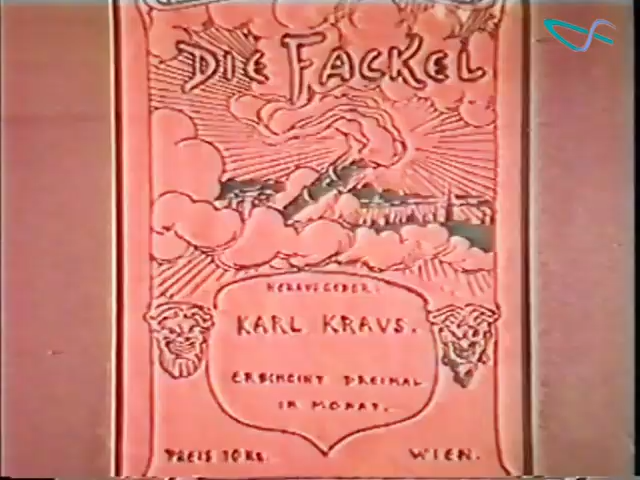 DIE FACKEL
HERAUSGEBER:
KARL KRAUS.
ERSCHEINT DREIMAL
IM MONAT.
PREIS 10 kr.
WIEN.